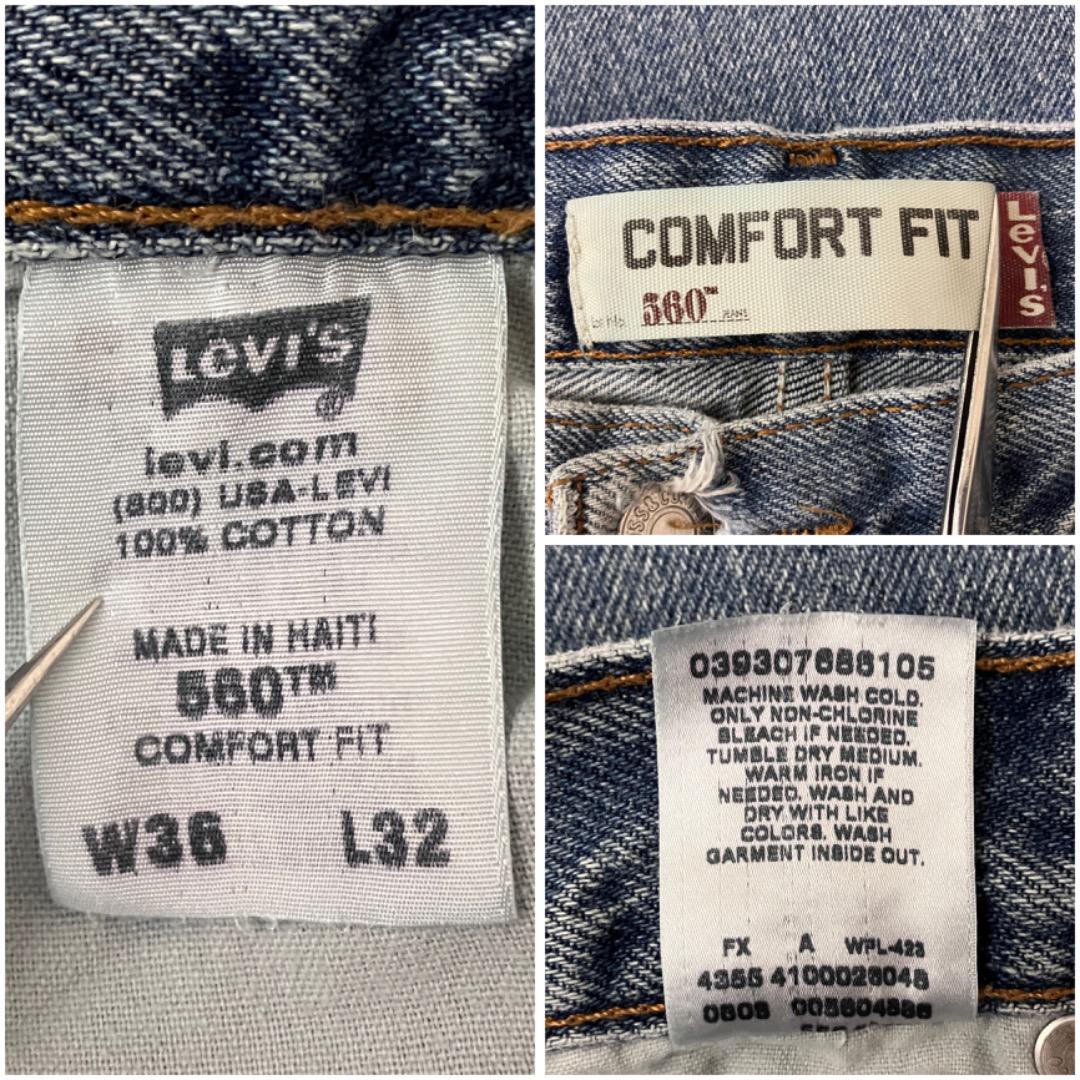 LEVI'S
®
levi.com
(800) USA-LEVI
100% COTTON
MADE IN HAITI
560™
COMFORT FIT
W36 L32
COMFORT FIT
560™ JEANS
Levi's
039307688105
MACHINE WASH COLD.
ONLY NON-CHLORINE
BLEACH IF NEEDED.
TUMBLE DRY MEDIUM.
WARM IRON IF
NEEDED. WASH AND
DRY WITH LIKE
COLORS. WASH
GARMENT INSIDE OUT.
FX A WPL-423
4355 4100026048
0608 005604886